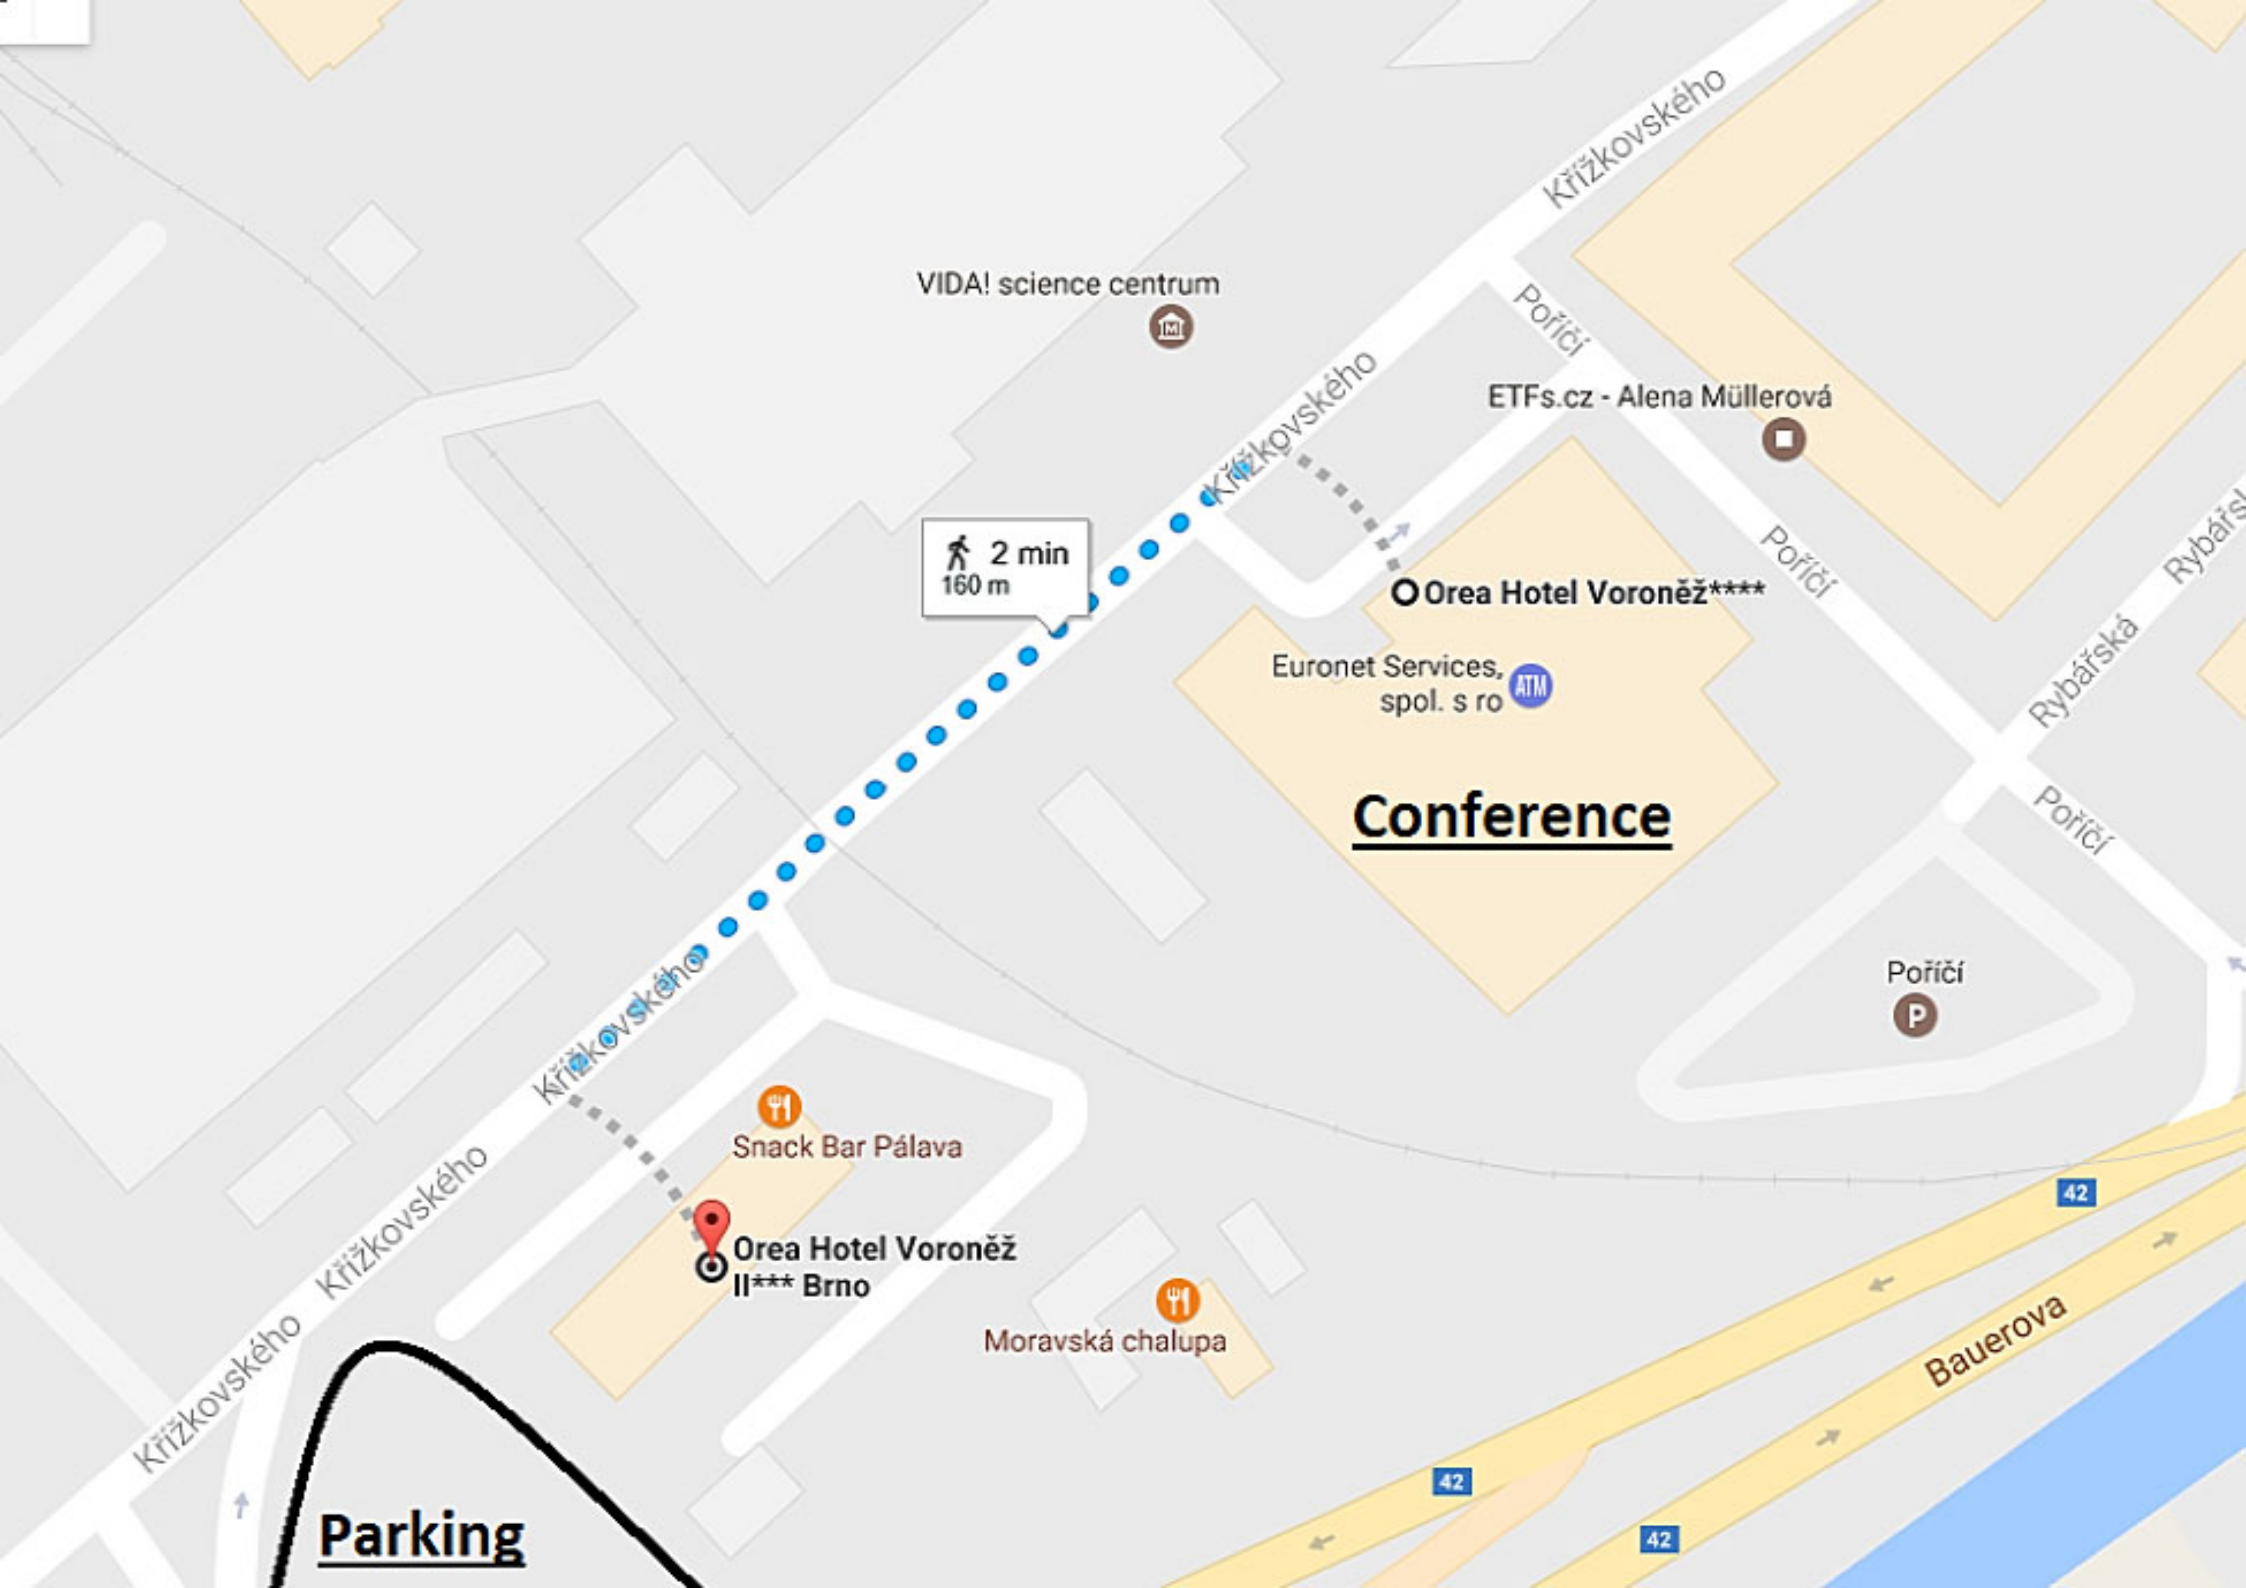 Křížkovského
VIDA! science centrum
Poříčí
Křížkovského
ETFs.cz - Alena Müllerová
2 min
160 m
Poříčí
Rybářsk
Orea Hotel Voroněž****
Rybářská
Euronet Services,
spol. s ro
ATM
Conference
Poříčí
Křížkovského
Poříčí
P
Snack Bar Pálava
Křížkovského
42
Orea Hotel Voroněž
II*** Brno
Moravská chalupa
Bauerova
Křížkovského
42
Parking
42